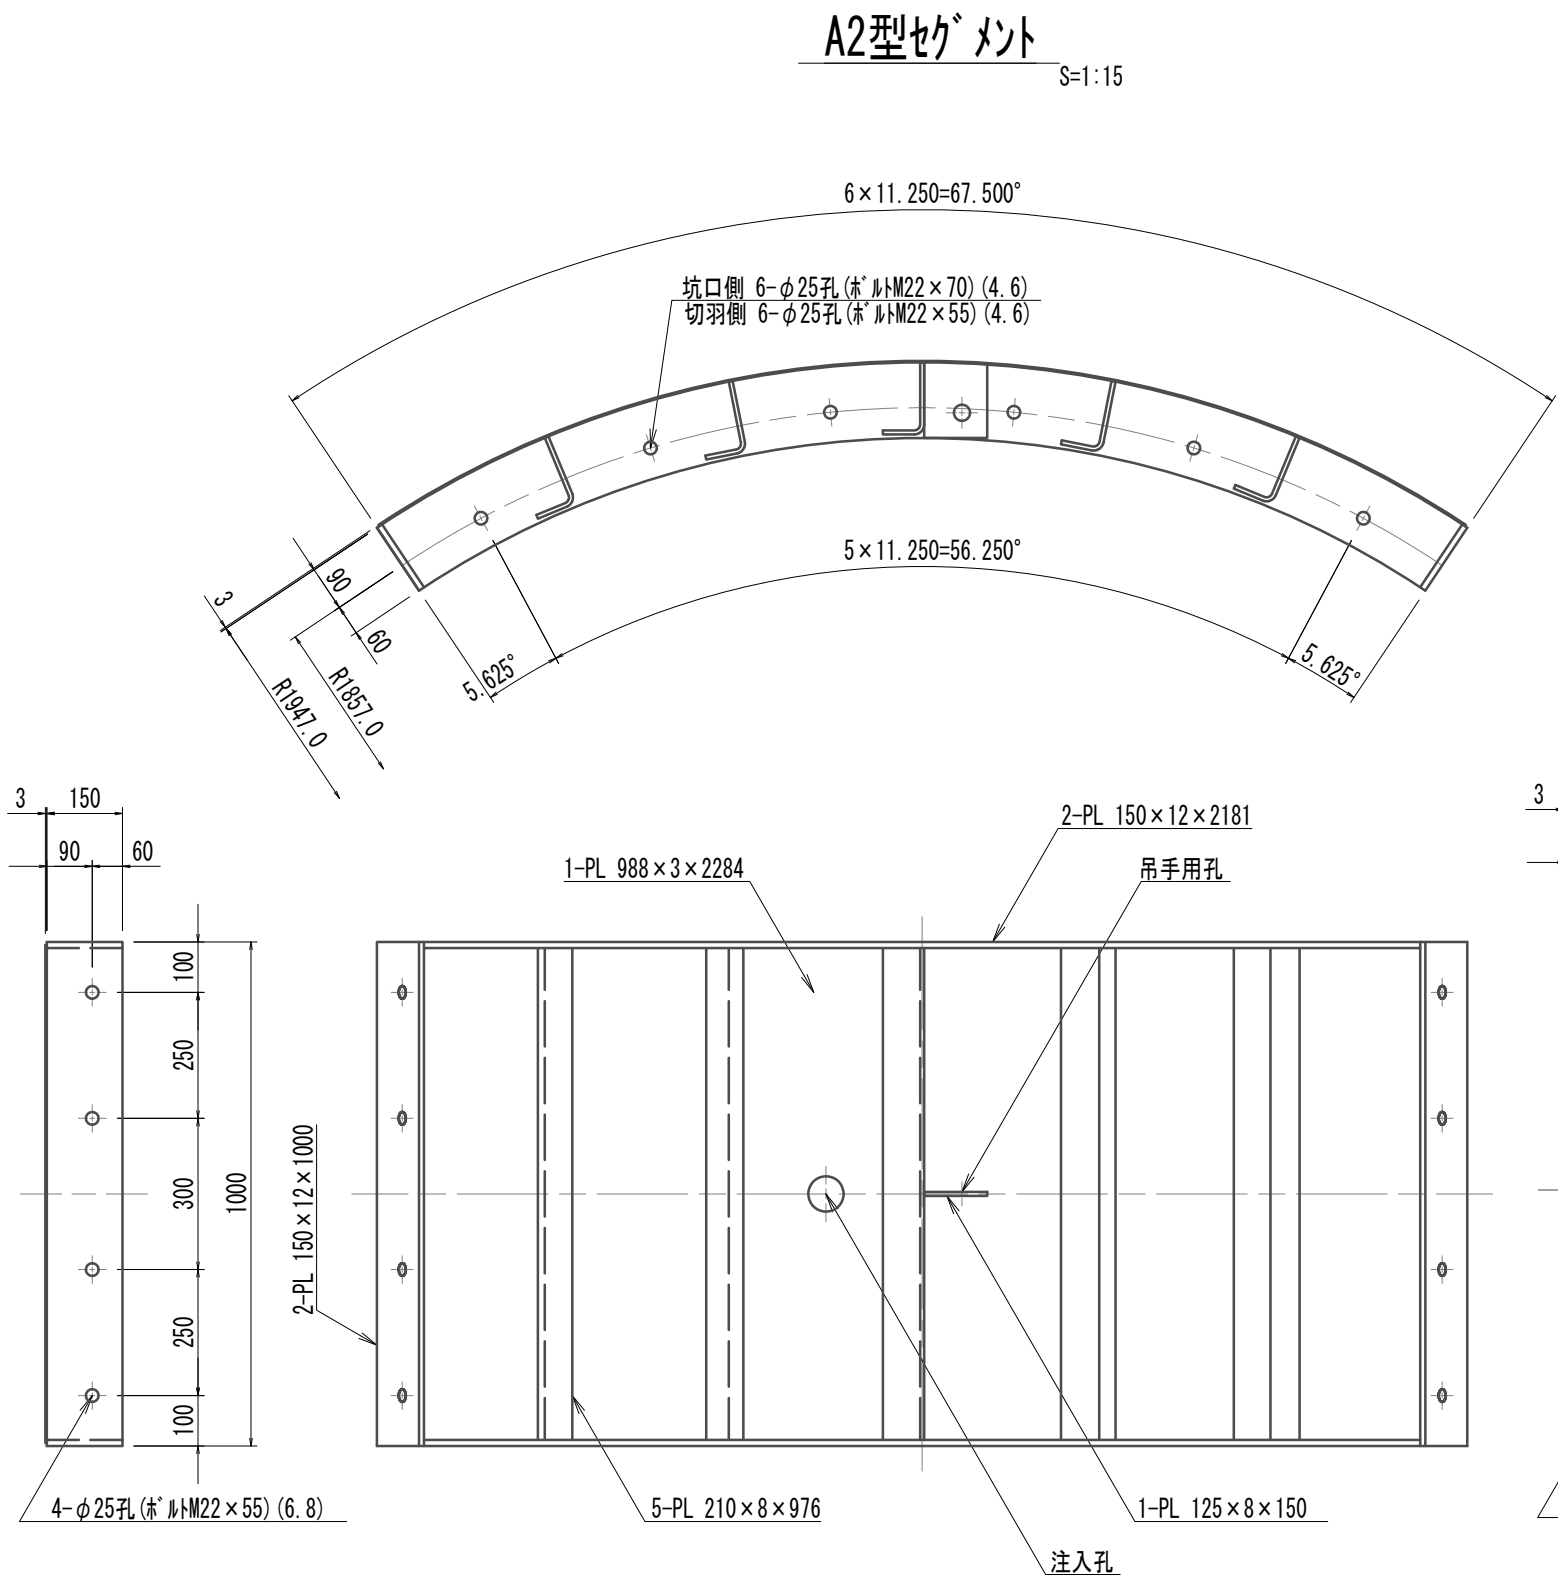 A2型ｾｸﾞﾒﾝﾄ
S=1:15
6×11.250=67.500°
坑口側 6-φ25孔(ﾎﾞﾙﾄM22×70)(4.6)
切羽側 6-φ25孔(ﾎﾞﾙﾄM22×55)(4.6)
5×11.250=56.250°
3
90
60
5.625°
5.625°
R1947.0
R1857.0
3
150
90
60
3
2-PL 150×12×2181
1-PL 988×3×2284
吊手用孔
100
250
300
250
100
1000
2-PL 150×12×1000
4-φ25孔(ﾎﾞﾙﾄM22×55)(6.8)
5-PL 210×8×976
1-PL 125×8×150
注入孔